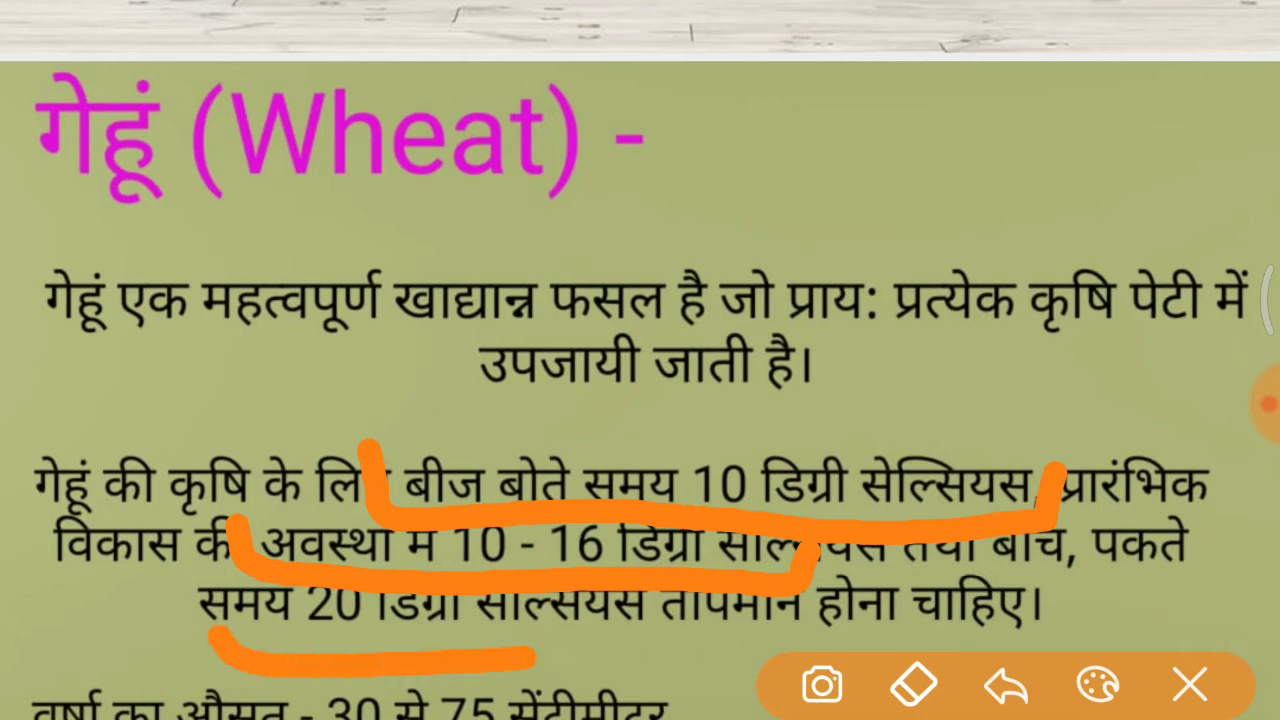 गेहूं (Wheat) -
गेहूं एक महत्वपूर्ण खाद्यान्न फसल है जो प्राय: प्रत्येक कृषि पेटी में
उपजायी जाती है।
गेहूं की कृषि के लिए बीज बोते समय 10 डिग्री सेल्सियस, प्रारंभिक
विकास की अवस्था में 10 - 16 डिग्री सेल्सियस तथा बीच, पकते
समय 20 डिग्री सेल्सियस तापमान होना चाहिए।
वर्षा का औसत - 30 से 75 सेंटीमीटर